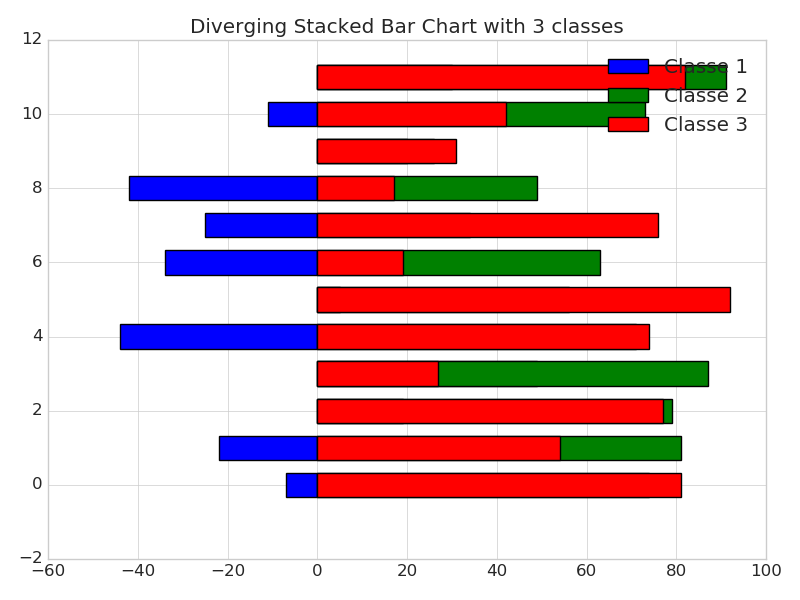 Diverging Stacked Bar Chart with 3 classes
12
10
8
6
4
2
0
−2
Classe 1
Classe 2
Classe 3
−60 −40 −20 0 20 40 60 80 100